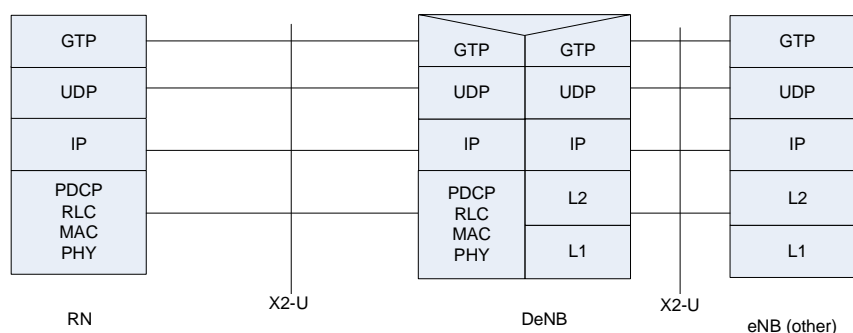 GTP
UDP
IP
PDCP
RLC
MAC
PHY
RN
X2-U
GTP GTP
UDP UDP
IP IP
PDCP
RLC
MAC
PHY
L2
L1
DeNB
X2-U
GTP
UDP
IP
L2
L1
eNB (other)